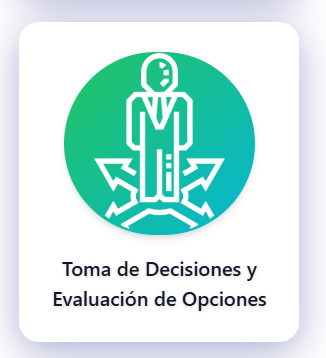 Toma de Decisiones y
Evaluación de Opciones